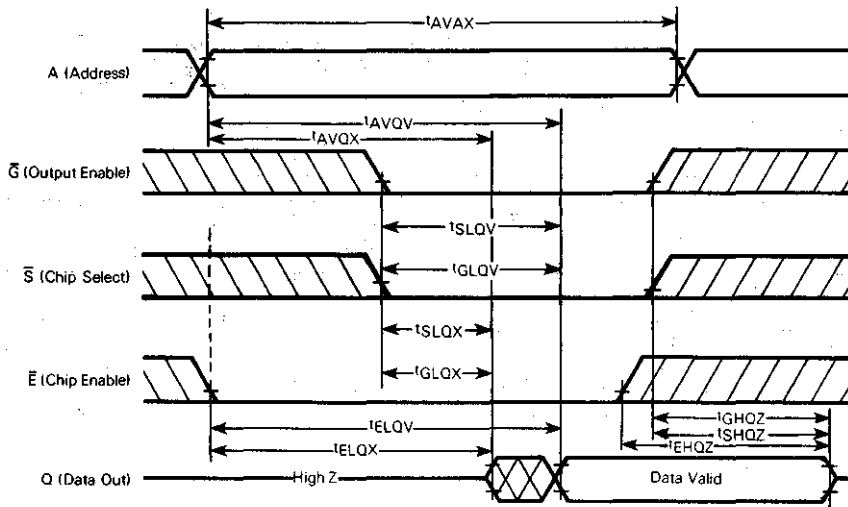 tAVAX
A (Address)
tAVQV
tAVQX
G̅ (Output Enable)
tSLQV
S̅ (Chip Select)
tGLQV
tSLQX
E̅ (Chip Enable)
tGLQX
tGHQZ
tELQV
tSHQZ
tELQX
tEHQZ
Q (Data Out)
High Z
Data Valid